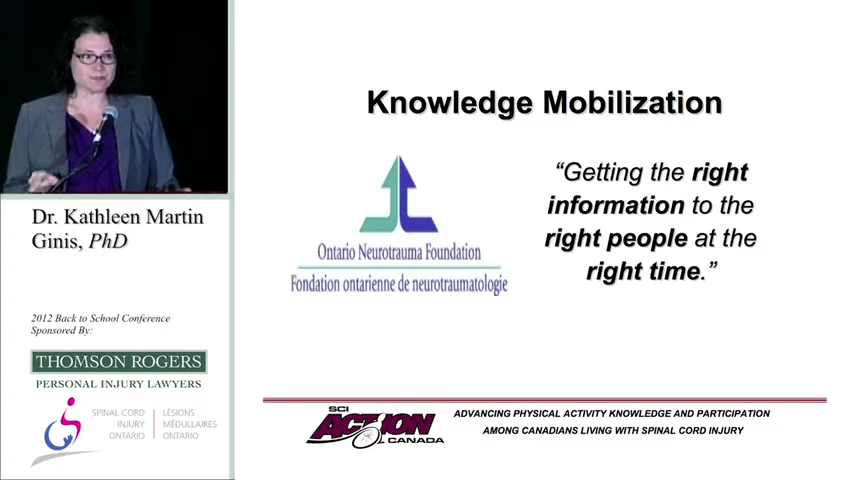 Dr. Kathleen Martin
Ginis, PhD
2012 Back to School Conference
Sponsored By:
THOMSON ROGERS
PERSONAL INJURY LAWYERS
SPINAL CORD
INJURY
ONTARIO
LÉSIONS
MÉDULLAIRES
ONTARIO
Knowledge Mobilization
Ontario Neurotrauma Foundation
Fondation ontarienne de neurotraumatologie
“Getting the right
information to the
right people at the
right time.”
SCI
ACTION
CANADA
ADVANCING PHYSICAL ACTIVITY KNOWLEDGE AND PARTICIPATION
AMONG CANADIANS LIVING WITH SPINAL CORD INJURY